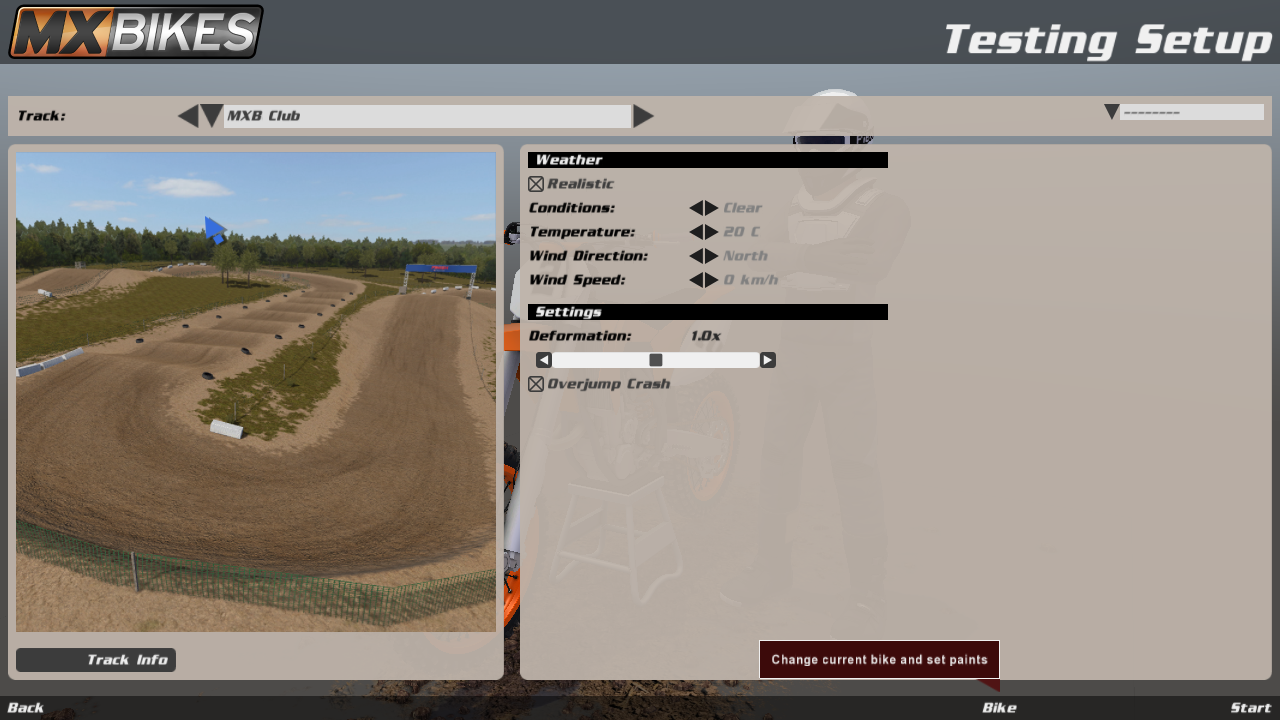 MXBIKES
Testing Setup
Track:
MXB Club
--------
Weather
Realistic
Conditions: Clear
Temperature: 20 C
Wind Direction: North
Wind Speed: 0 km/h
Settings
Deformation: 1.0x
Overjump Crash
Track Info
Change current bike and set paints
Back
Bike
Start